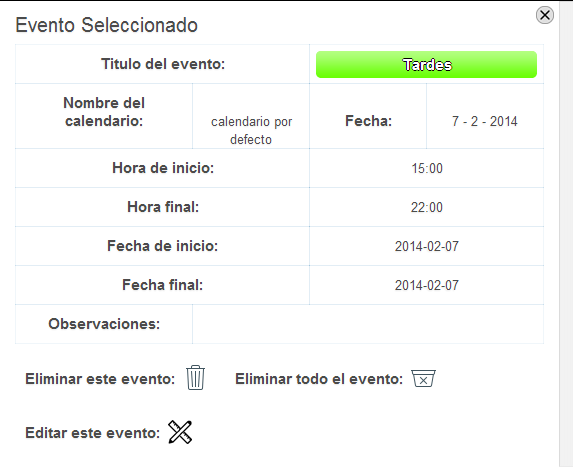 Evento Seleccionado
Titulo del evento: Tardes
Nombre del
calendario:
calendario por
defecto
Fecha: 7 - 2 - 2014
Hora de inicio: 15:00
Hora final: 22:00
Fecha de inicio: 2014-02-07
Fecha final: 2014-02-07
Observaciones:
Eliminar este evento: Eliminar todo el evento:
Editar este evento: